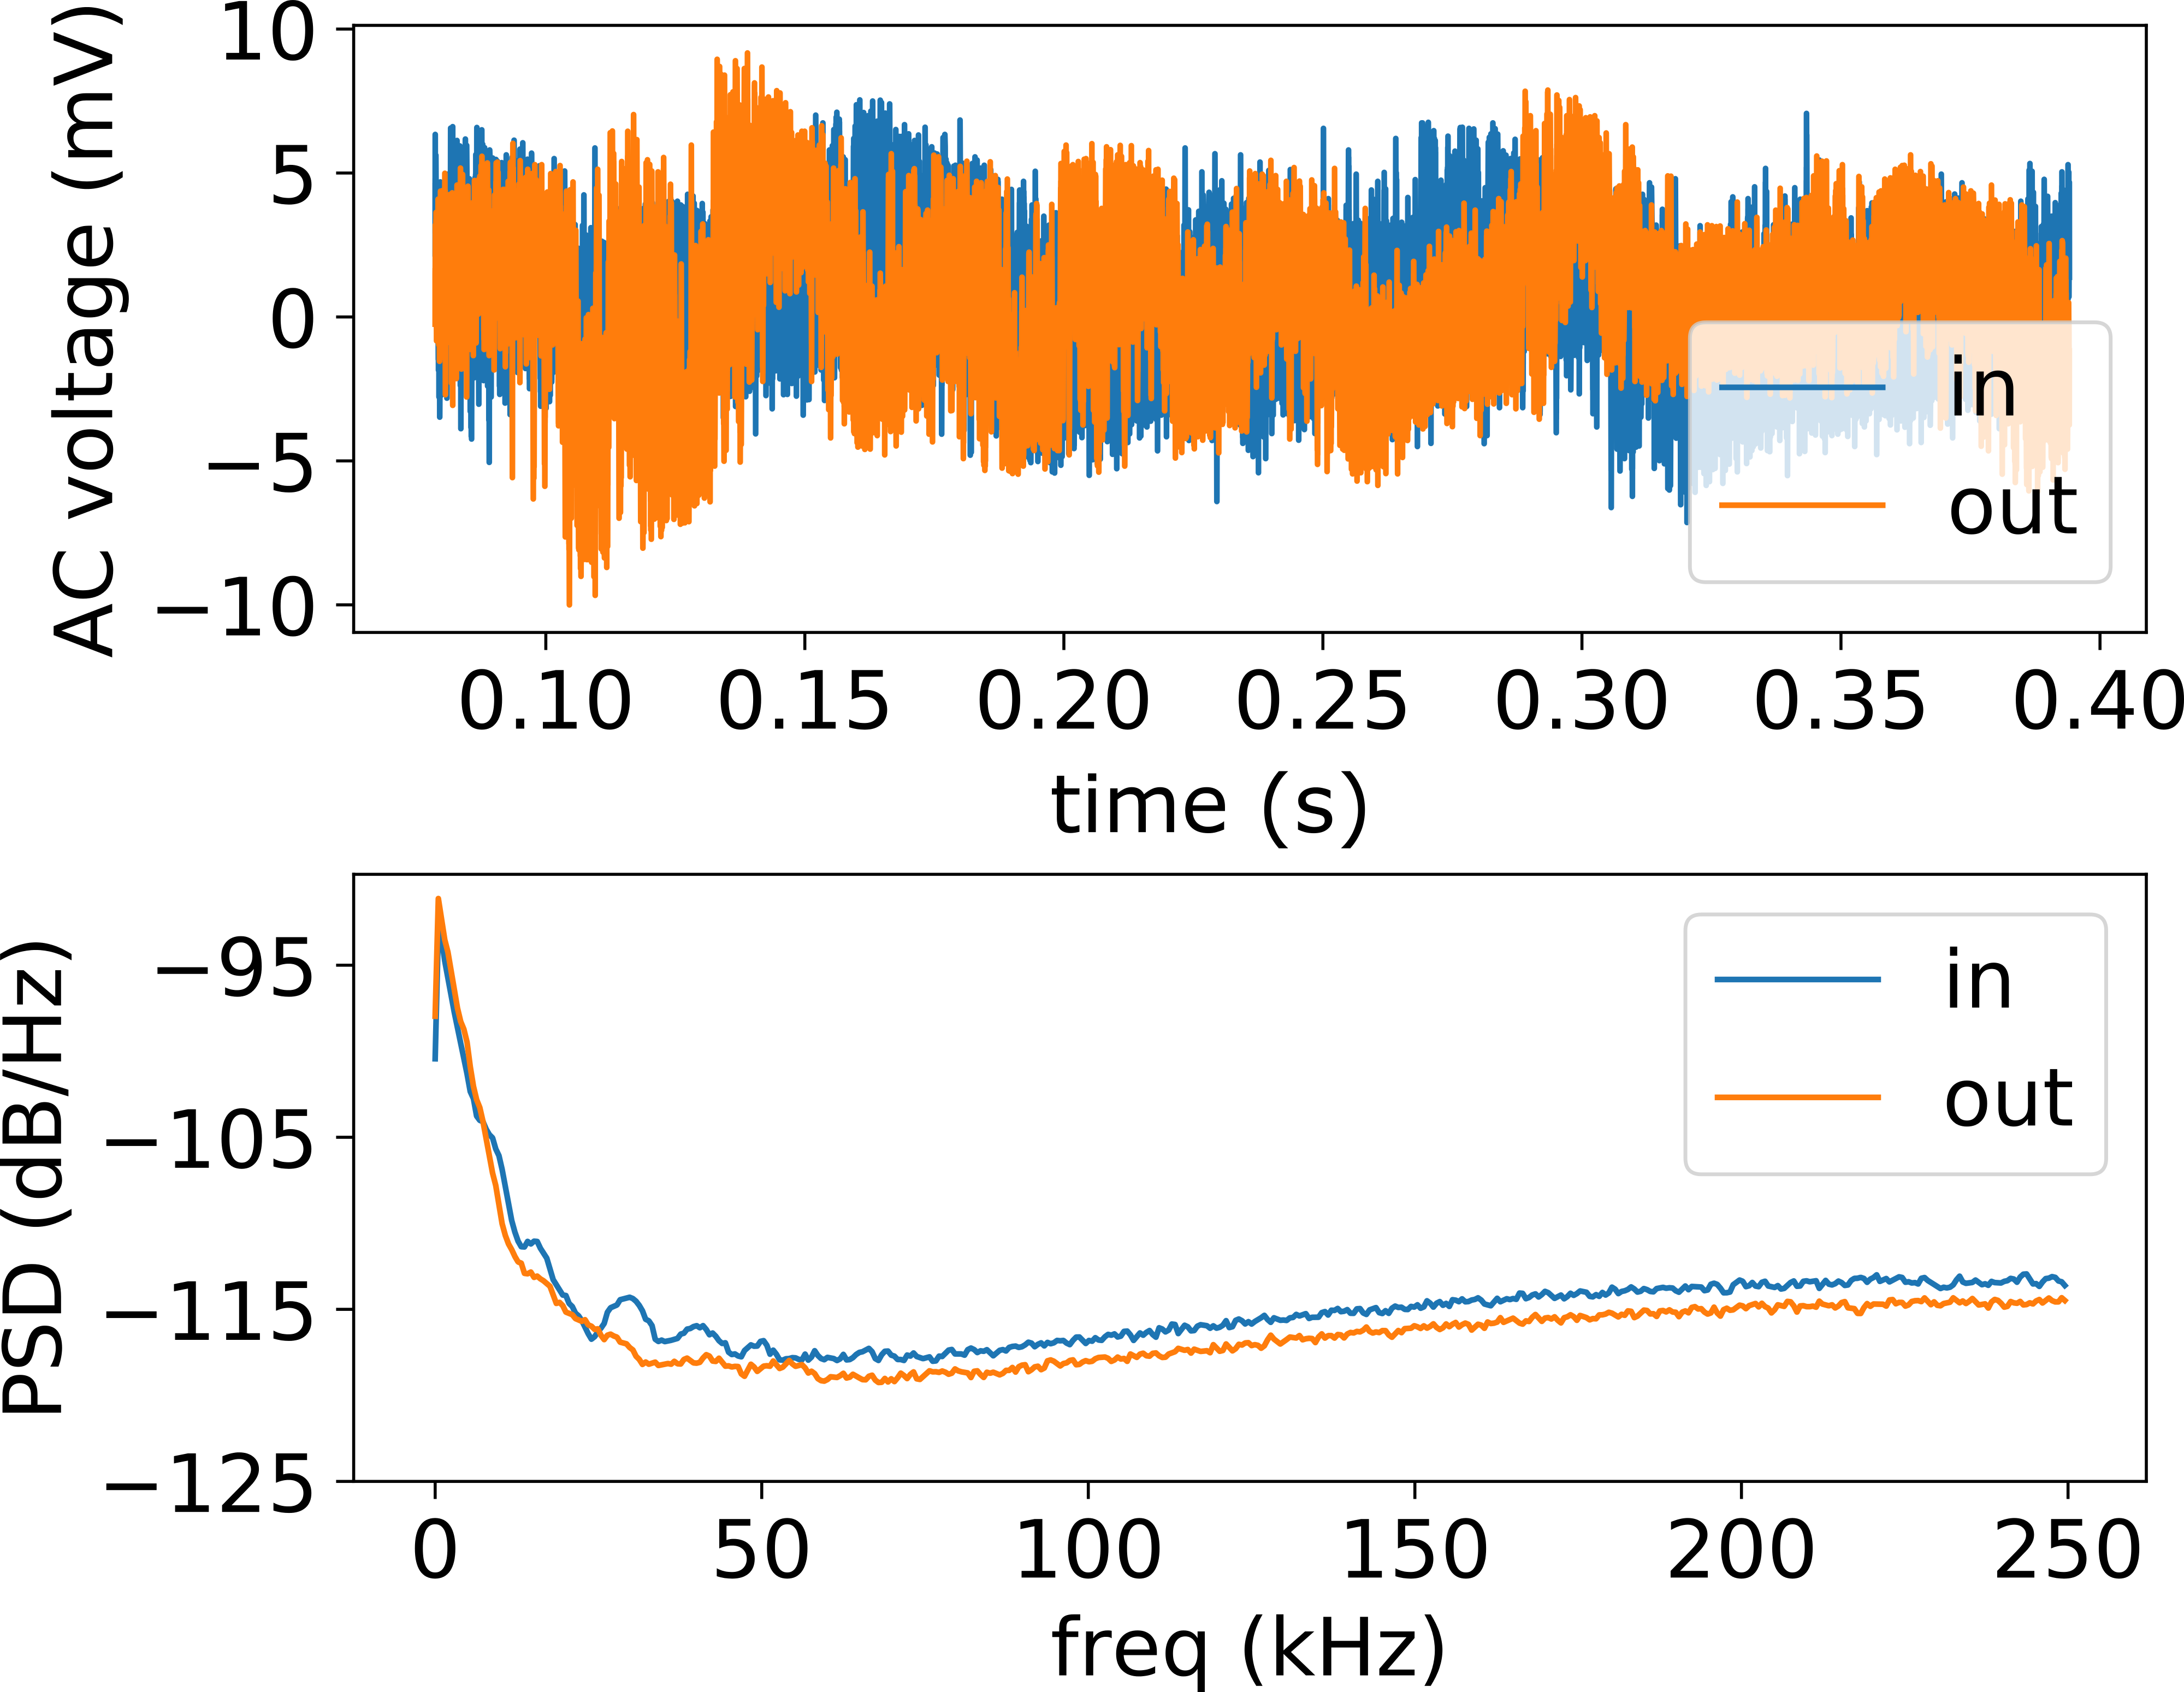 AC voltage (mV)
10
5
0
−5
−10
in
out
0.10 0.15 0.20 0.25 0.30 0.35 0.40
time (s)
PSD (dB/Hz)
−95
−105
−115
−125
in
out
0 50 100 150 200 250
freq (kHz)